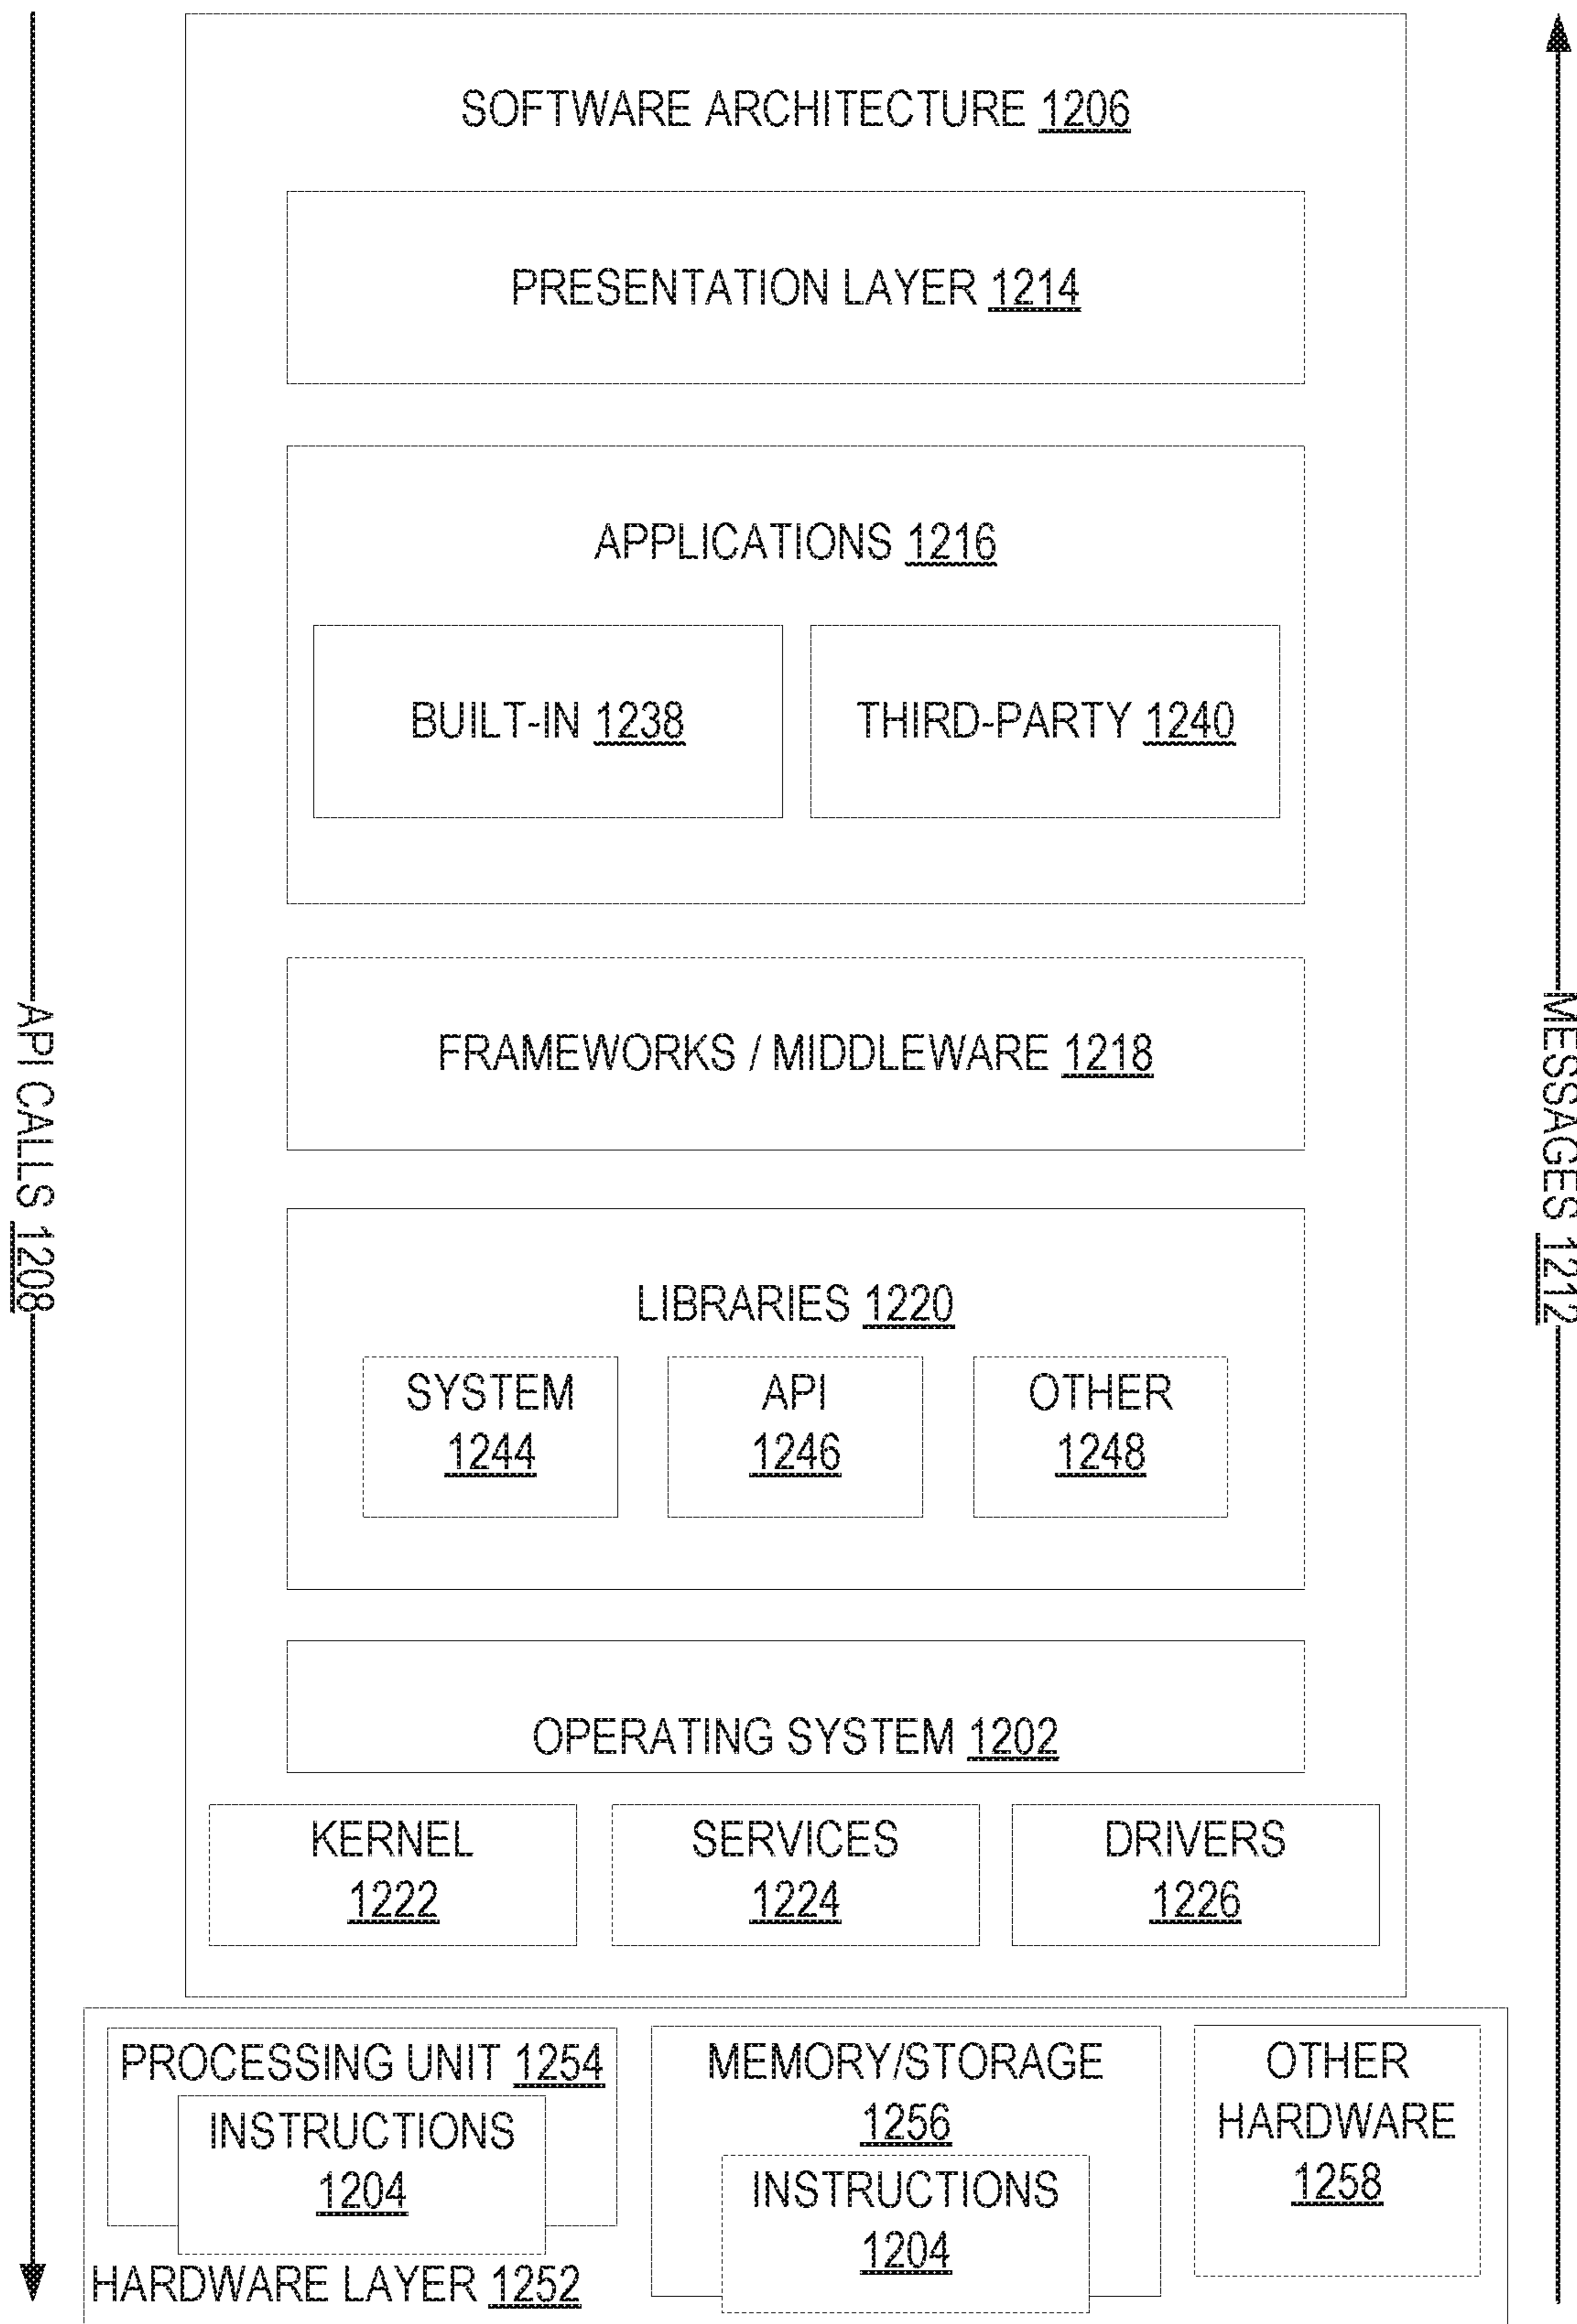 SOFTWARE ARCHITECTURE 1206
PRESENTATION LAYER 1214
APPLICATIONS 1216
BUILT-IN 1238
THIRD-PARTY 1240
FRAMEWORKS / MIDDLEWARE 1218
API CALLS 1208
MESSAGES 1212
LIBRARIES 1220
SYSTEM
1244
API
1246
OTHER
1248
OPERATING SYSTEM 1202
KERNEL
1222
SERVICES
1224
DRIVERS
1226
PROCESSING UNIT 1254
INSTRUCTIONS
1204
MEMORY/STORAGE
1256
INSTRUCTIONS
1204
OTHER
HARDWARE
1258
HARDWARE LAYER 1252